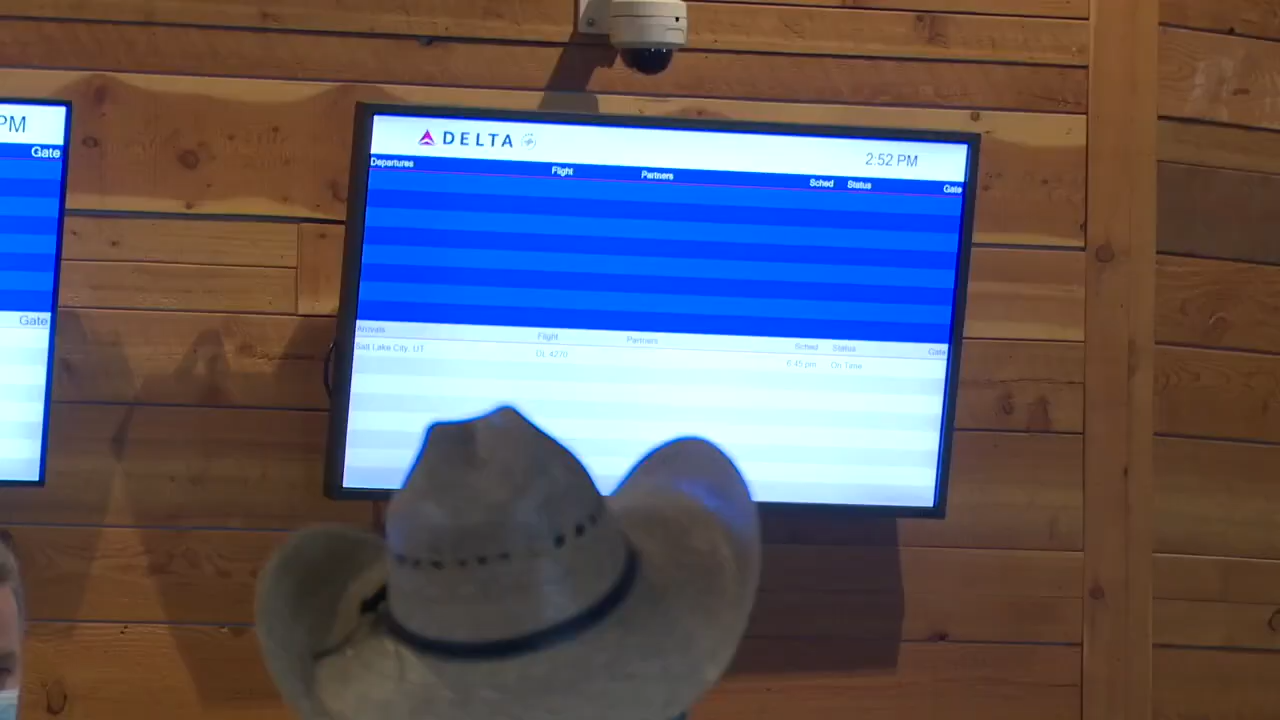 PM
Gate
Gate
DELTA
2:52 PM
Departures Flight Partners Sched Status Gate
Arrivals Flight Partners Sched Status Gate
Salt Lake City, UT DL 4270 6:45 pm On Time